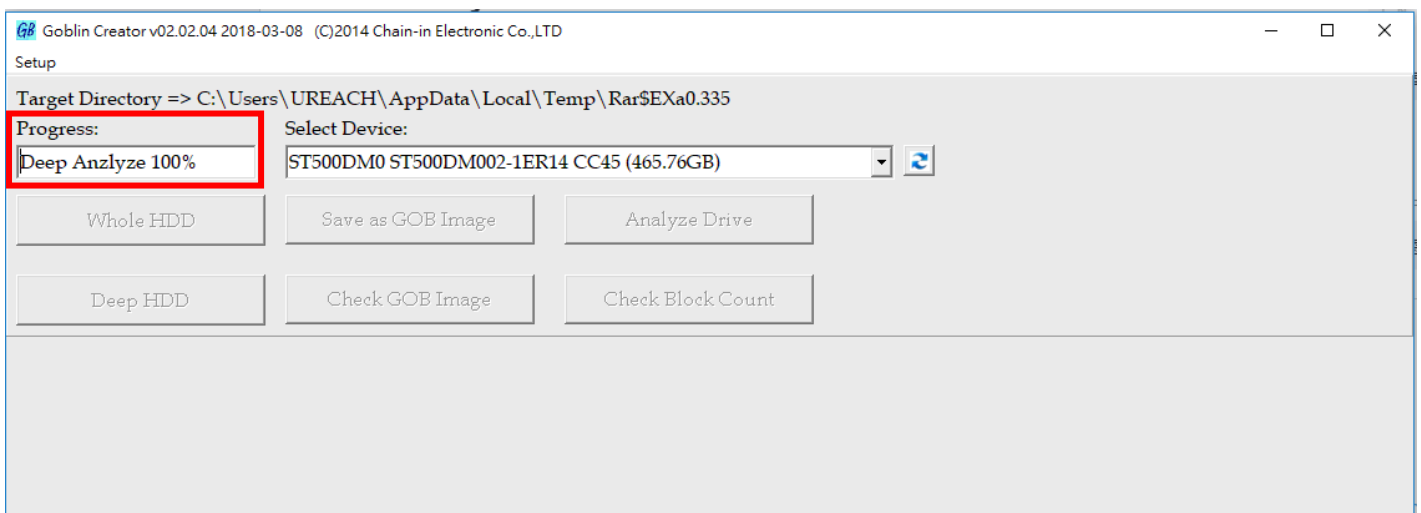 GB Goblin Creator v02.02.04 2018-03-08 (C)2014 Chain-in Electronic Co.,LTD
Setup
Target Directory => C:\Users\UREACH\AppData\Local\Temp\Rar$EXa0.335
Progress: Select Device:
Deep Anzlyze 100% ST500DM0 ST500DM002-1ER14 CC45 (465.76GB)
Whole HDD Save as GOB Image Analyze Drive
Deep HDD Check GOB Image Check Block Count